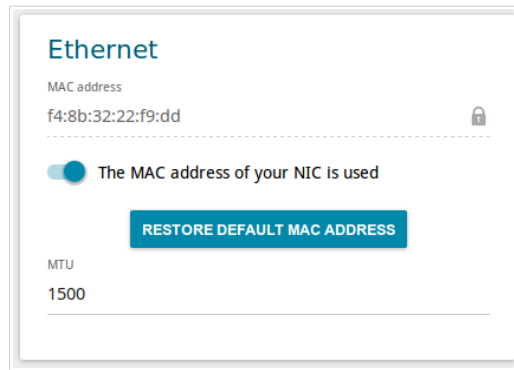 Ethernet
MAC address
f4:8b:32:22:f9:dd
The MAC address of your NIC is used
RESTORE DEFAULT MAC ADDRESS
MTU
1500